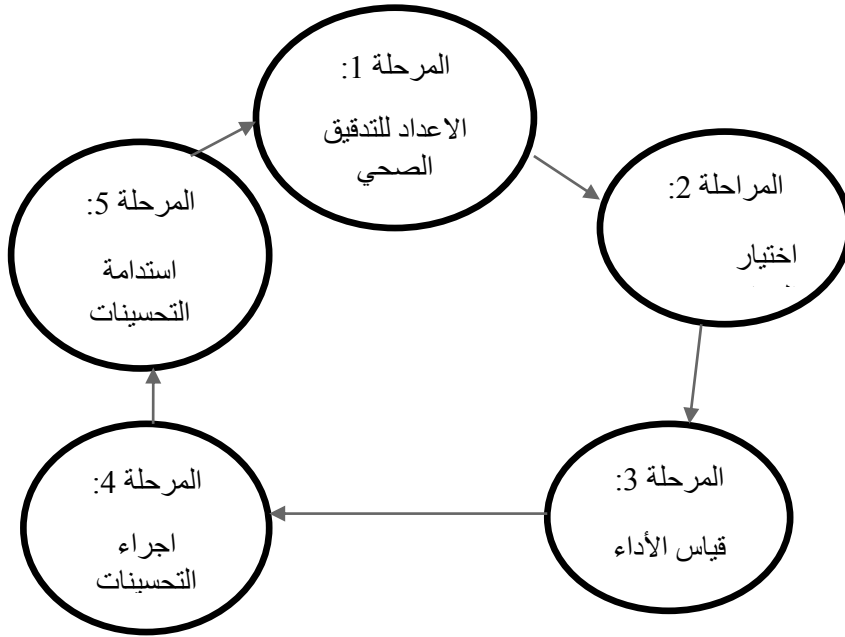 المرحلة 1:
الاعداد للتدقيق
الصحي
المراحلة 2:
اختيار
المرحلة 3:
قياس الأداء
المرحلة 4:
اجراء
التحسينات
المرحلة 5:
استدامة
التحسينات